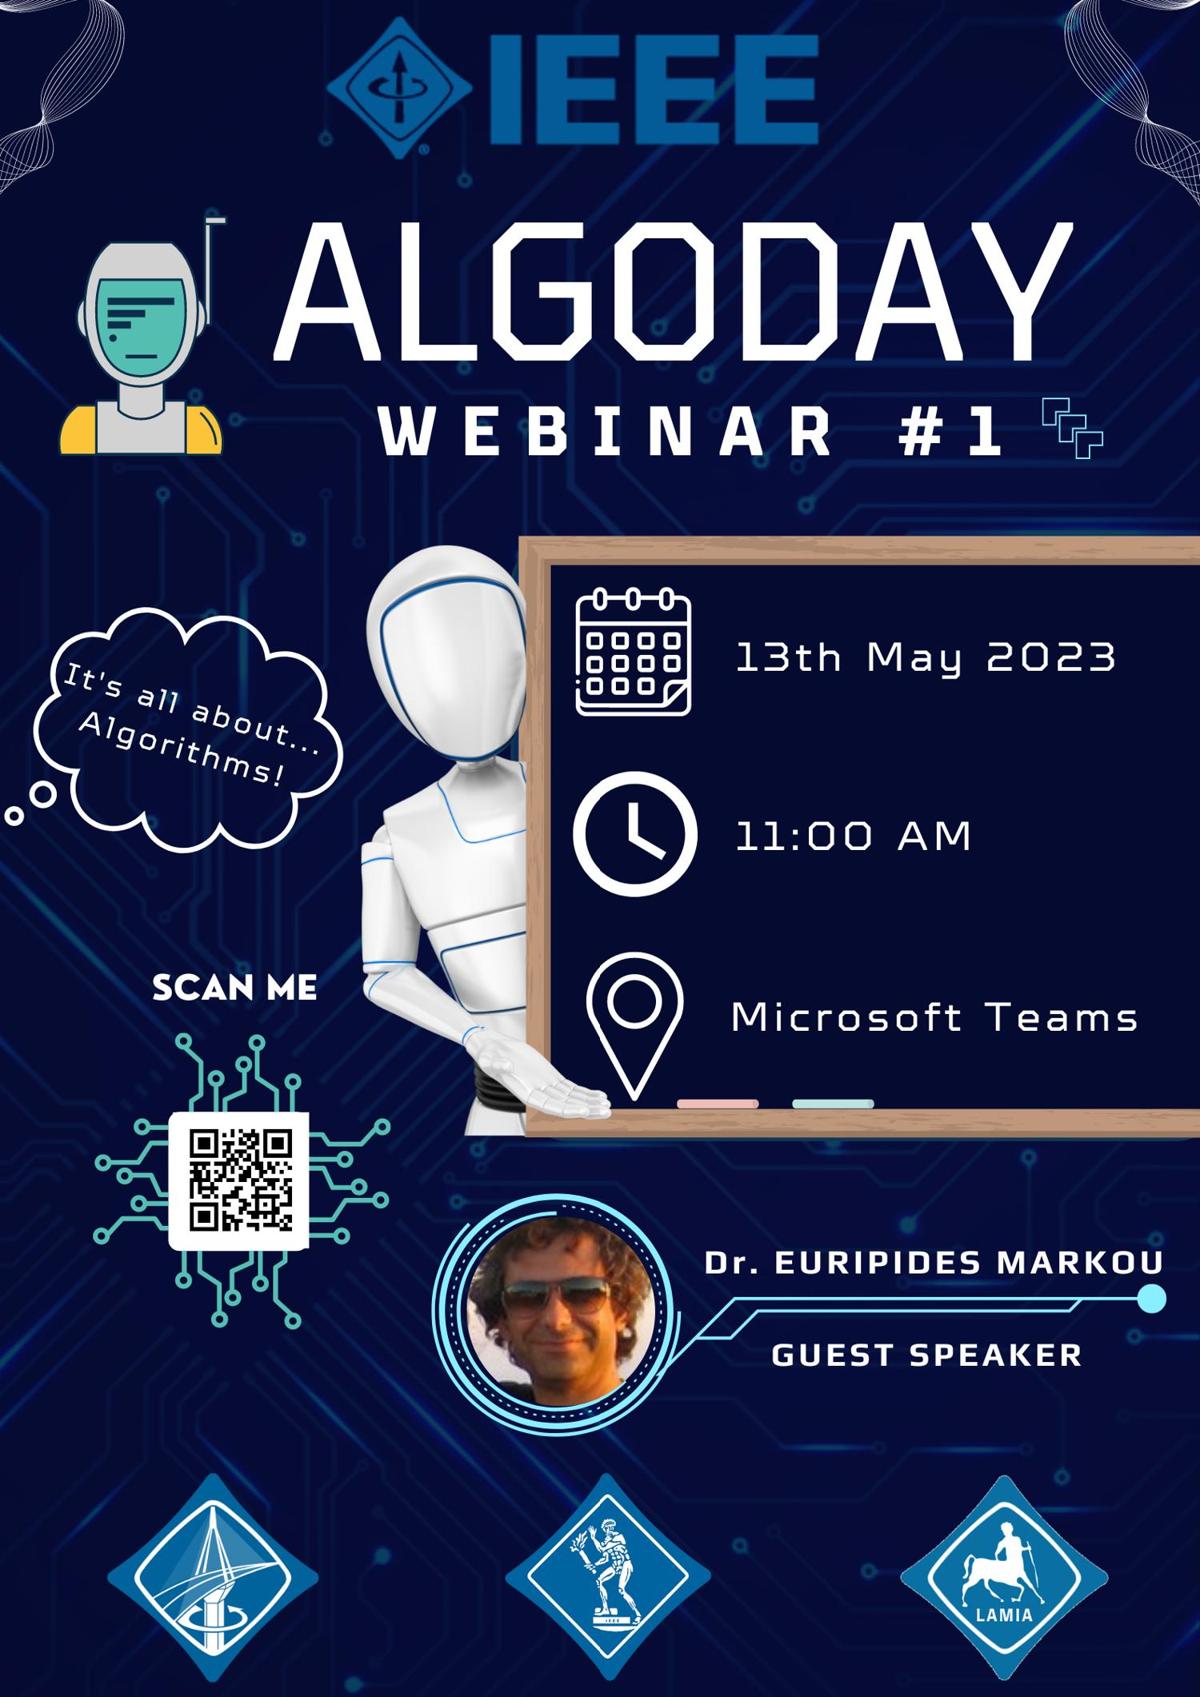 IEEE
ALGODAY
WEBINAR #1
13th May 2023
It's all about...
Algorithms!
11:00 AM
SCAN ME
Microsoft Teams
Dr. EURIPIDES MARKOU
GUEST SPEAKER
IEEE
LAMIA